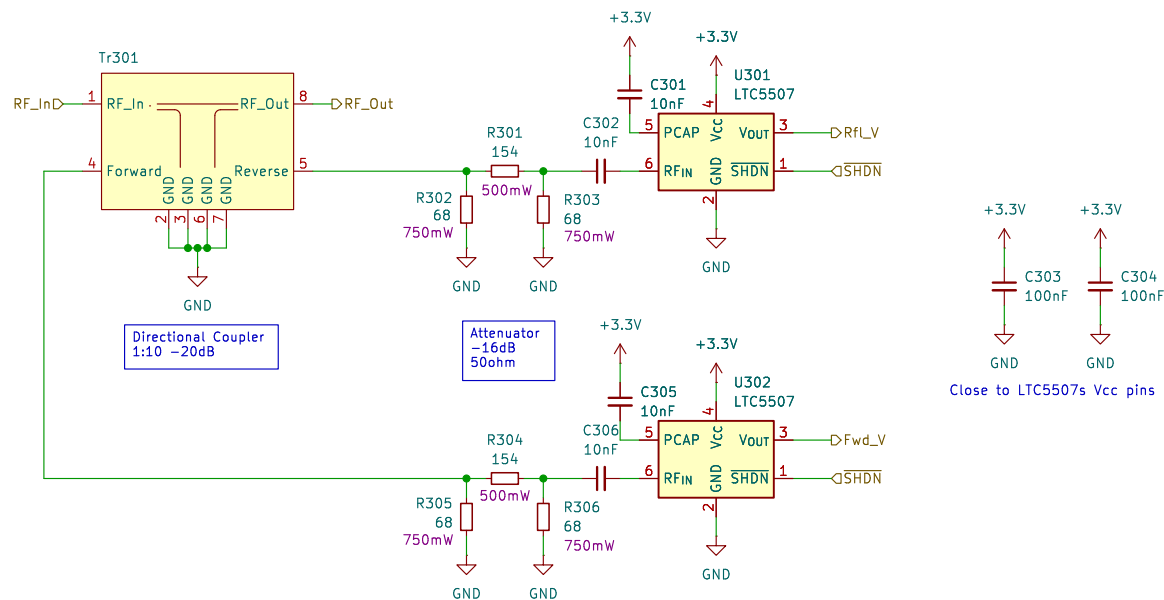 +3.3V
+3.3V
Tr301
RF_In
1
RF_In .
RF_Out
8
RF_Out
4
Forward
Reverse
5
GND
GND
GND
GND
2
3
6
7
GND
Directional Coupler
1:10 -20dB
R301
154
500mW
R302
68
750mW
R303
68
750mW
GND
GND
C301
10nF
C302
10nF
U301
LTC5507
4
5
PCAP
Vcc
VOUT
3
Rfl_V
6
RFIN
GND
SHDN
1
SHDN
2
GND
Attenuator
-16dB
50ohm
+3.3V
+3.3V
C305
10nF
C306
10nF
U302
LTC5507
4
5
PCAP
Vcc
VOUT
3
Fwd_V
6
RFIN
GND
SHDN
1
SHDN
2
GND
R304
154
500mW
R305
68
750mW
R306
68
750mW
GND
GND
+3.3V
+3.3V
C303
100nF
C304
100nF
GND
GND
Close to LTC5507s Vcc pins